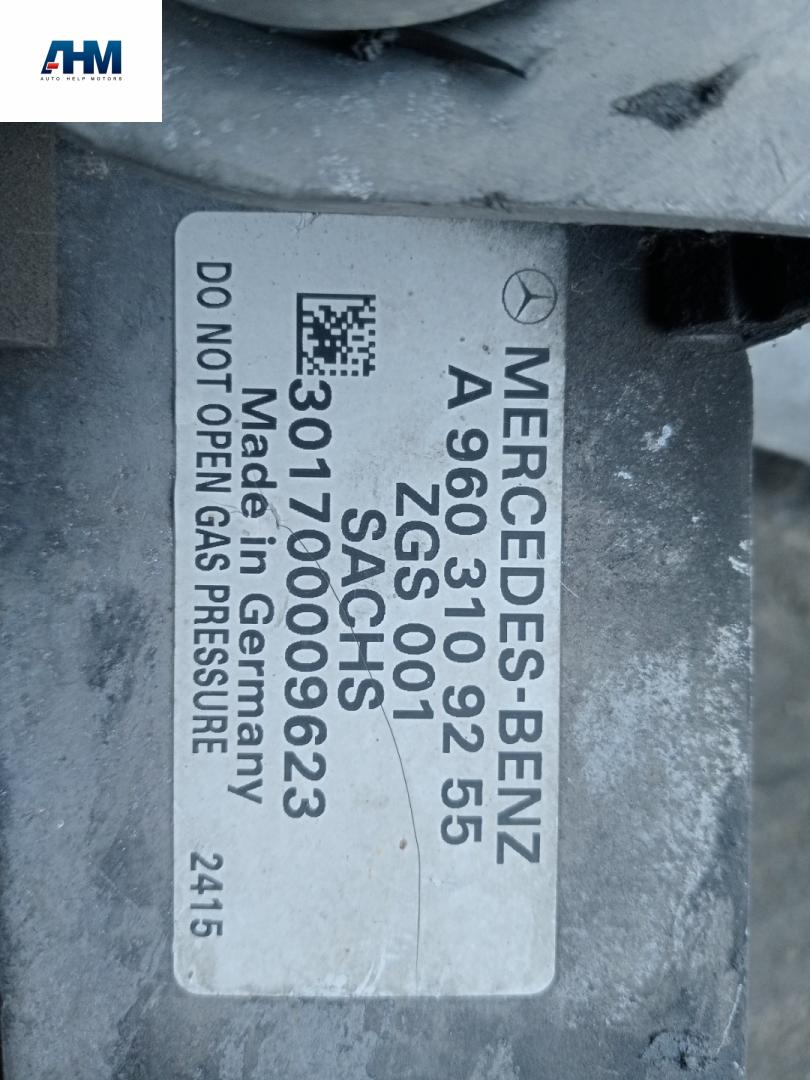 AHM
AUTO HELP MOTORS
MERCEDES-BENZ
A 960 310 92 55
ZGS 001
SACHS
301700009623
Made in Germany
DO NOT OPEN GAS PRESSURE 2415